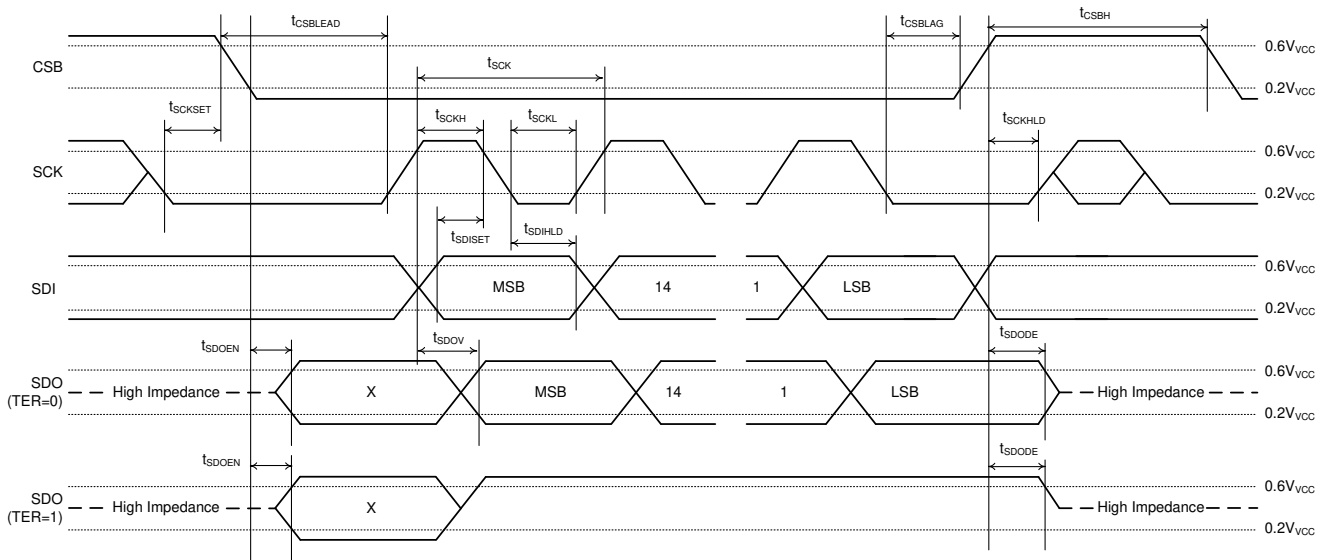 tCSBLEAD
tCSBLAG
tCSBH
CSB
0.6VVCC
tSCK
0.2VVCC
tSCKSET
tSCKH
tSCKL
tSCKHLD
SCK
0.6VVCC
0.2VVCC
tSDISET
tSDIHLD
SDI
MSB
14
1
LSB
0.6VVCC
0.2VVCC
tSDOEN
tSDOV
tSDODE
SDO
(TER=0)
High Impedance
X
MSB
14
1
LSB
High Impedance
0.6VVCC
0.2VVCC
tSDOEN
tSDODE
SDO
(TER=1)
High Impedance
X
High Impedance
0.6VVCC
0.2VVCC